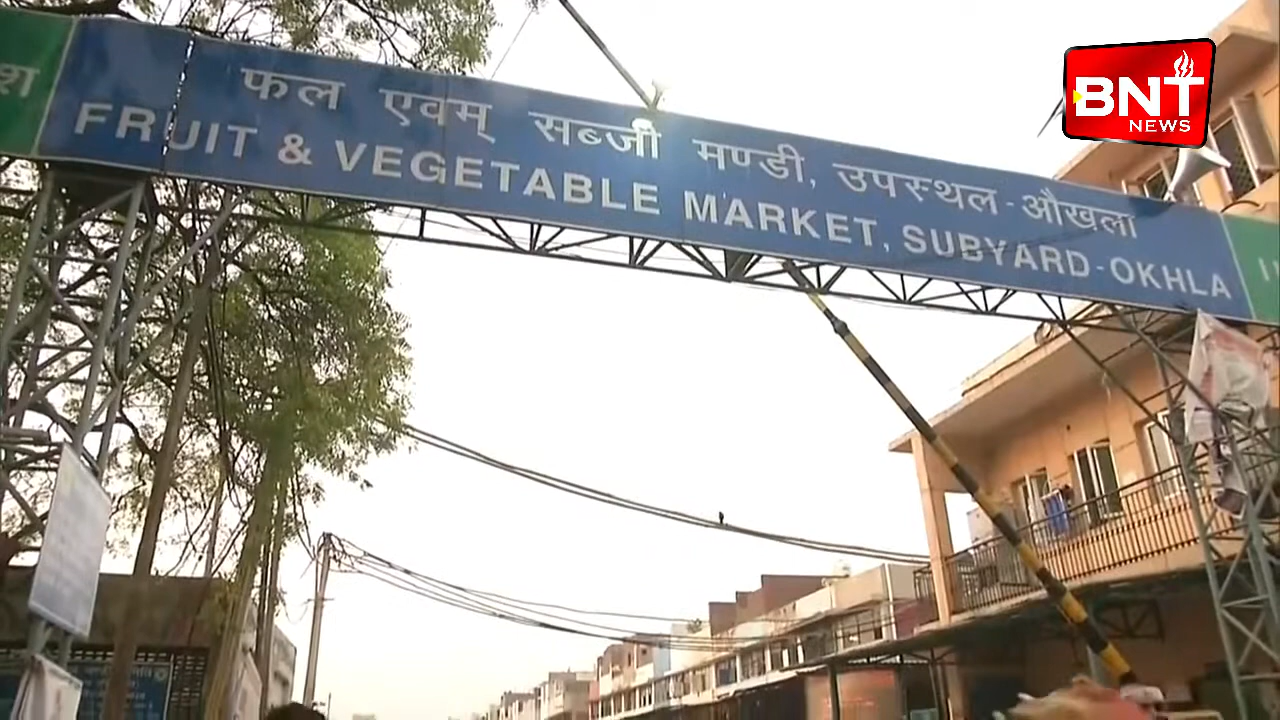 श
फल एवम् सब्जी मण्डी, उपस्थल - औखला
FRUIT & VEGETABLE MARKET, SUBYARD - OKHLA
BNT
NEWS